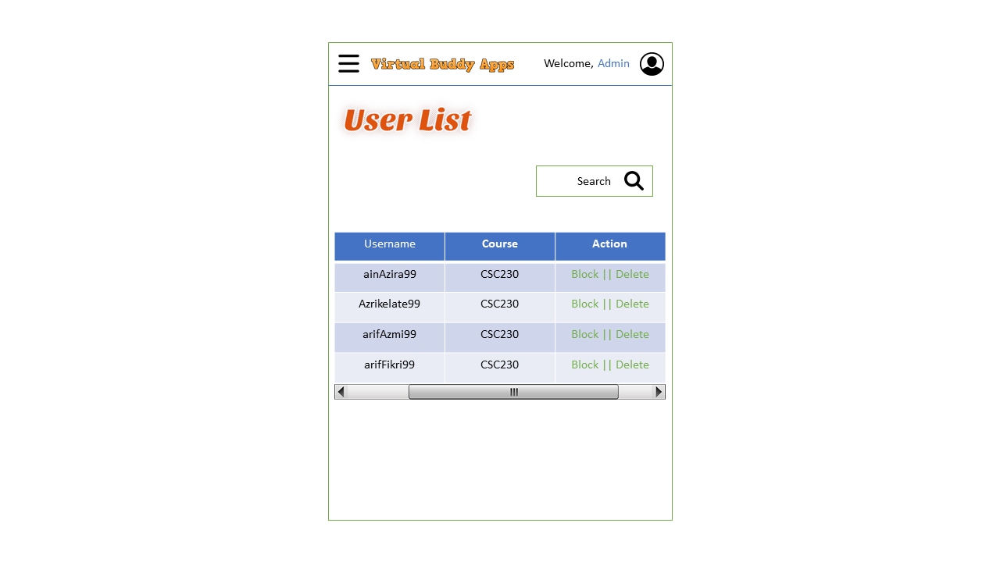 Virtual Buddy Apps Welcome, Admin
User List
Search
Username Course Action
ainAzira99 CSC230 Block || Delete
Azrikelate99 CSC230 Block || Delete
arifAzmi99 CSC230 Block || Delete
arifFikri99 CSC230 Block || Delete